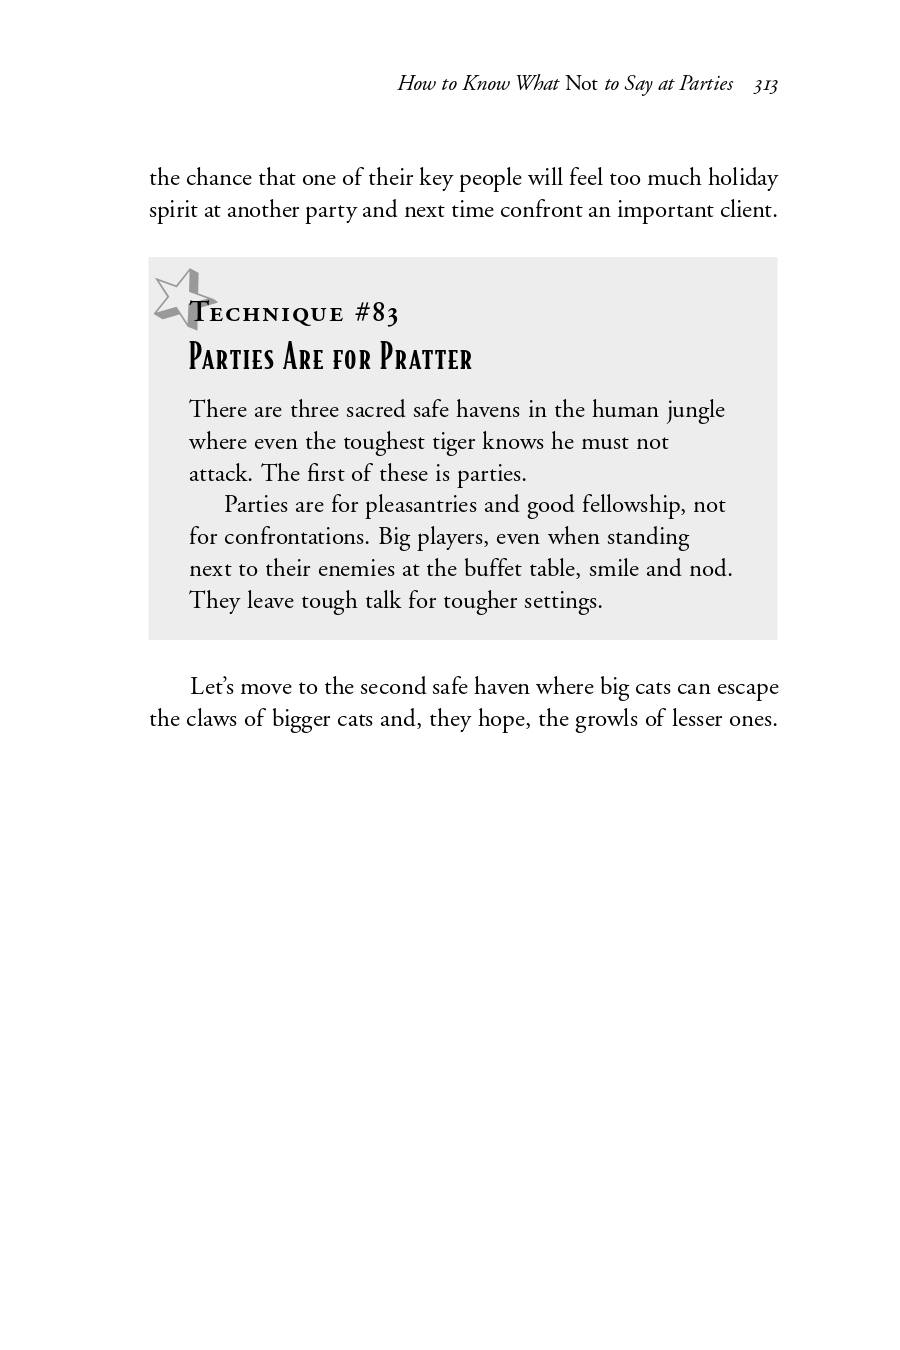 How to Know What Not to Say at Parties 313
the chance that one of their key people will feel too much holiday
spirit at another party and next time confront an important client.
Technique #83
Parties Are for Pratter
There are three sacred safe havens in the human jungle
where even the toughest tiger knows he must not
attack. The first of these is parties.
Parties are for pleasantries and good fellowship, not
for confrontations. Big players, even when standing
next to their enemies at the buffet table, smile and nod.
They leave tough talk for tougher settings.
Let’s move to the second safe haven where big cats can escape
the claws of bigger cats and, they hope, the growls of lesser ones.